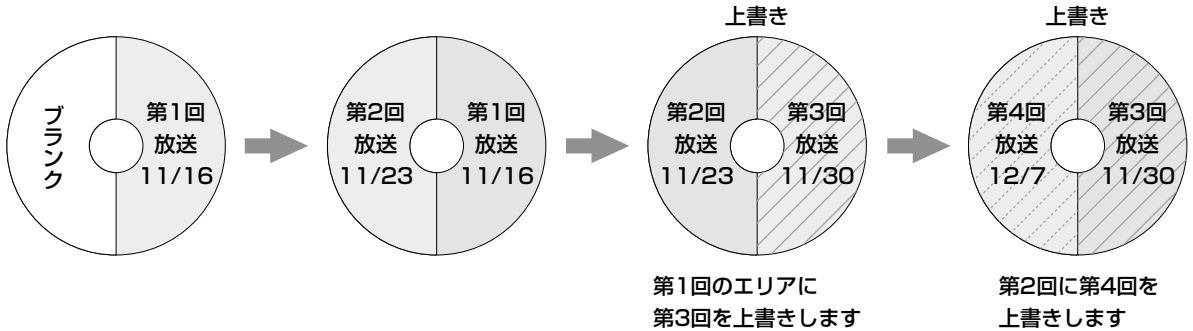 ブランク
第1回
放送
11/16
第2回
放送
11/23
第1回
放送
11/16
上書き
第2回
放送
11/23
第3回
放送
11/30
第1回のエリアに
第3回を上書きします
上書き
第4回
放送
12/7
第3回
放送
11/30
第2回に第4回を
上書きします